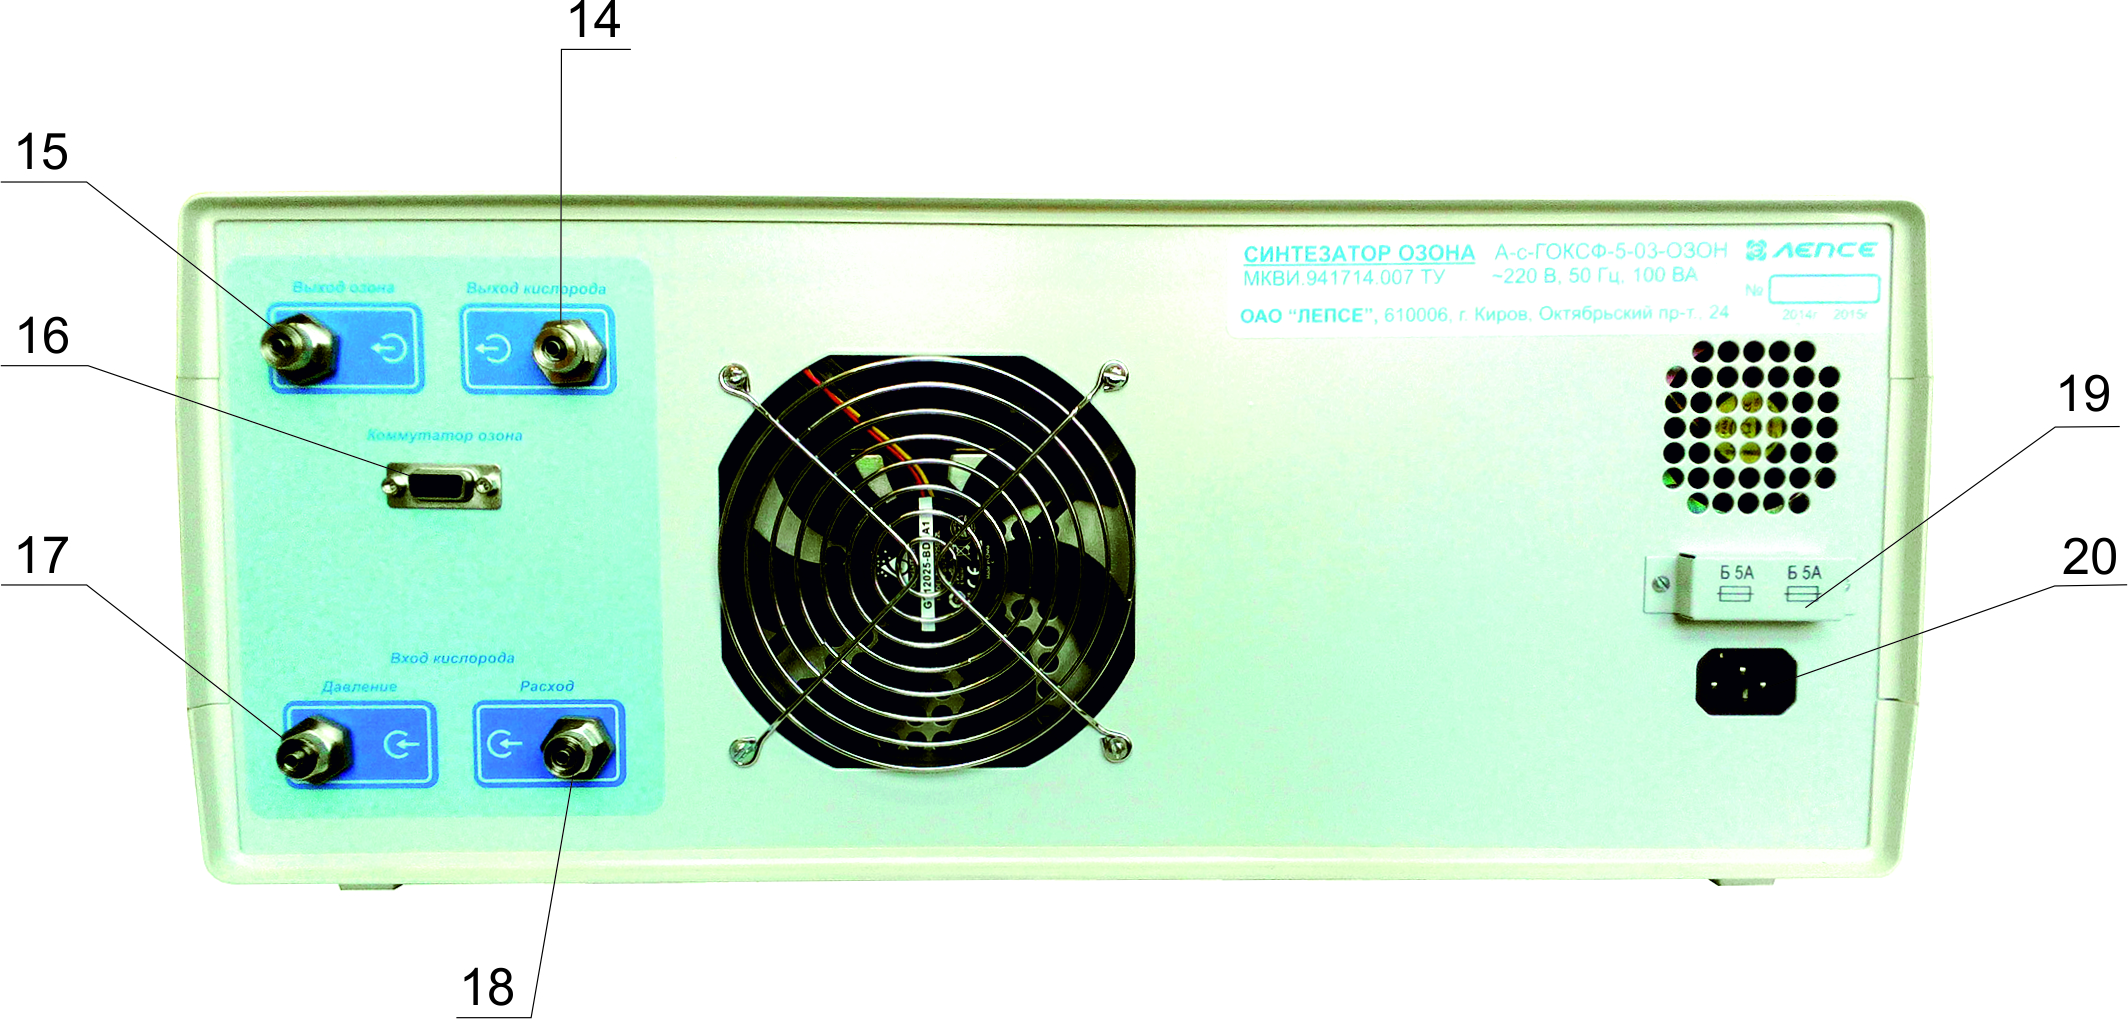 14
15
16
17
18
19
20
Выход озона
Выход кислорода
Коммутатор озона
Вход кислорода
Давление
Расход
СИНТЕЗАТОР ОЗОНА А-с-ГОКСФ-5-03-ОЗОН ЛЕПСЕ
МКВИ.941714.007 ТУ ~220 В, 50 Гц, 100 ВА
№
ОАО "ЛЕПСЕ", 610006, г. Киров, Октябрьский пр-т., 24
2014г 2015г
Б 5А Б 5А